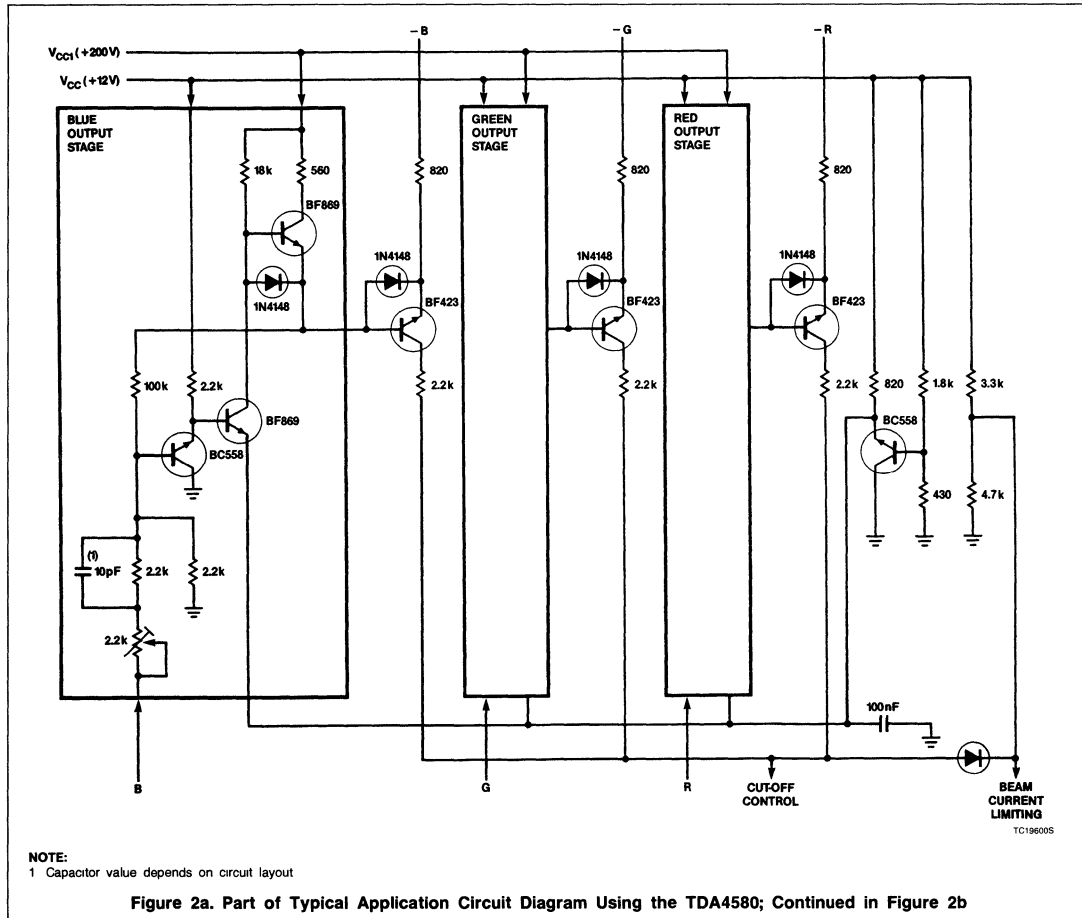 –B
–G
–R
VCC1 (+200V)
VCC (+12V)
BLUE
OUTPUT
STAGE
GREEN
OUTPUT
STAGE
RED
OUTPUT
STAGE
18k
560
820
820
820
BF869
1N4148
1N4148
1N4148
1N4148
BF423
BF423
BF423
100k
2.2k
2.2k
2.2k
2.2k
820
1.8k
3.3k
BF869
BC558
BC558
430
4.7k
(1)
10pF
2.2k
2.2k
2.2k
100nF
B
G
R
CUT-OFF
CONTROL
BEAM
CURRENT
LIMITING
TC19600S
NOTE:
1 Capacitor value depends on circuit layout
Figure 2a. Part of Typical Application Circuit Diagram Using the TDA4580; Continued in Figure 2b